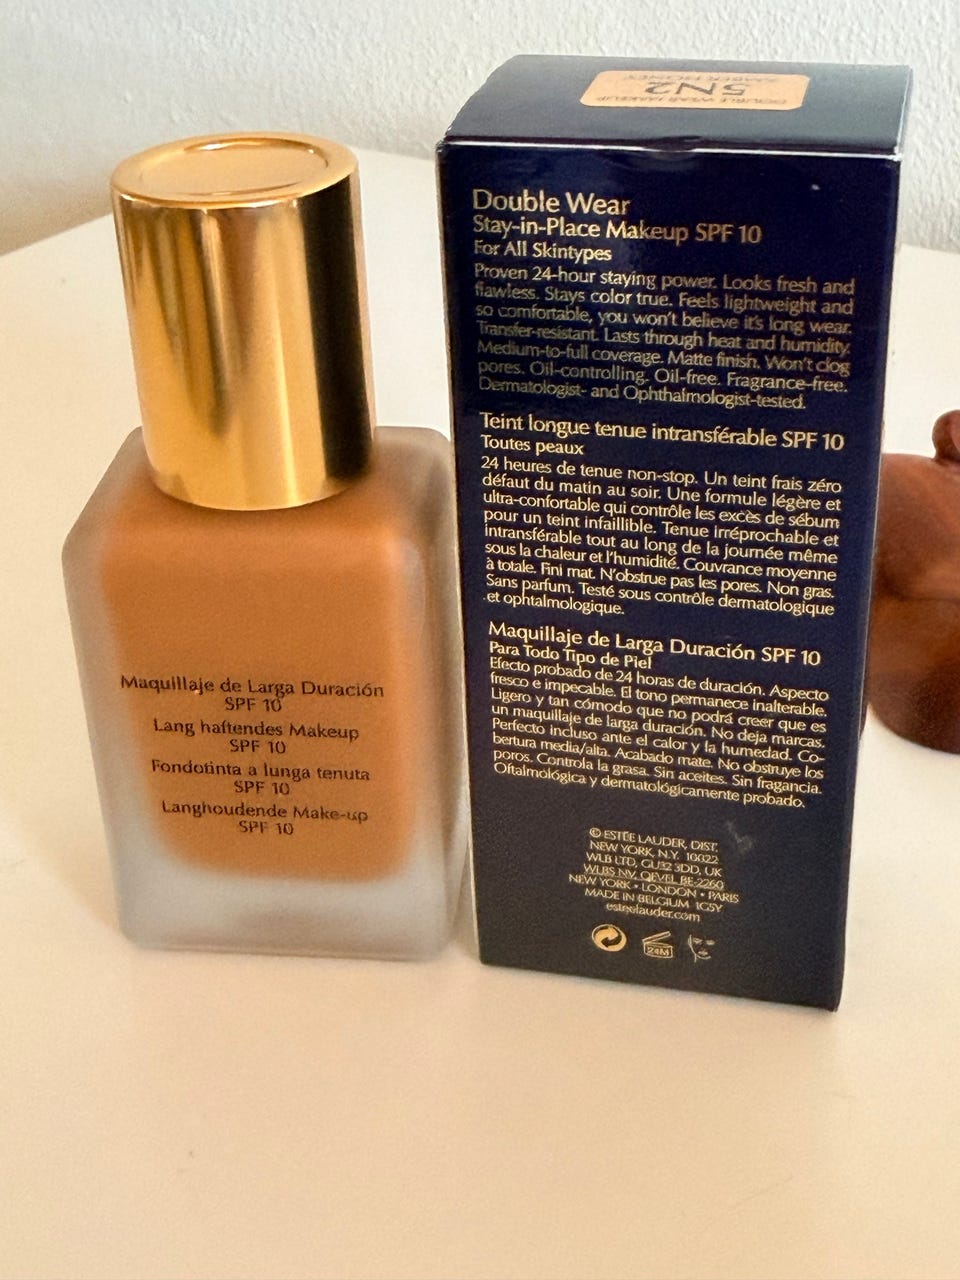 DOUBLE WEAR MAKEUP
5N2
AMBER HONEY
Double Wear
Stay-in-Place Makeup SPF 10
For All Skintypes
Proven 24-hour staying power. Looks fresh and
flawless. Stays color true. Feels lightweight and
so comfortable, you won't believe it's long wear.
Transfer-resistant. Lasts through heat and humidity.
Medium-to-full coverage. Matte finish. Won't clog
pores. Oil-controlling. Oil-free. Fragrance-free.
Dermatologist- and Ophthalmologist-tested.
Teint longue tenue intransférable SPF 10
Toutes peaux
24 heures de tenue non-stop. Un teint frais zéro
défaut du matin au soir. Une formule légère et
ultra-confortable qui contrôle les excès de sébum
pour un teint infaillible. Tenue irréprochable et
intransférable tout au long de la journée même
sous la chaleur et l'humidité. Couvrance moyenne
à totale. Fini mat. N'obstrue pas les pores. Non gras.
Sans parfum. Testé sous contrôle dermatologique
et ophtalmologique.
Maquillaje de Larga Duración SPF 10
Para Todo Tipo de Piel
Efecto probado de 24 horas de duración. Aspecto
fresco e impecable. El tono permanece inalterable.
Ligero y tan cómodo que no podrá creer que es
un maquillaje de larga duración. No deja marcas.
Perfecto incluso ante el calor y la humedad. Co-
bertura media/alta. Acabado mate. No obstruye los
poros. Controla la grasa. Sin aceites. Sin fragancia.
Oftalmológica y dermatológicamente probado.
© ESTÉE LAUDER, DIST.
NEW YORK, N.Y. 10022
WLB LTD, GU32 3DD, UK
WLBS NV, OEVEL BE-2260
NEW YORK • LONDON • PARIS
MADE IN BELGIUM 1G5Y
esteelauder.com
24M
Maquillaje de Larga Duración
SPF 10
Lang haftendes Makeup
SPF 10
Fondotinta a lunga tenuta
SPF 10
Langhoudende Make-up
SPF 10